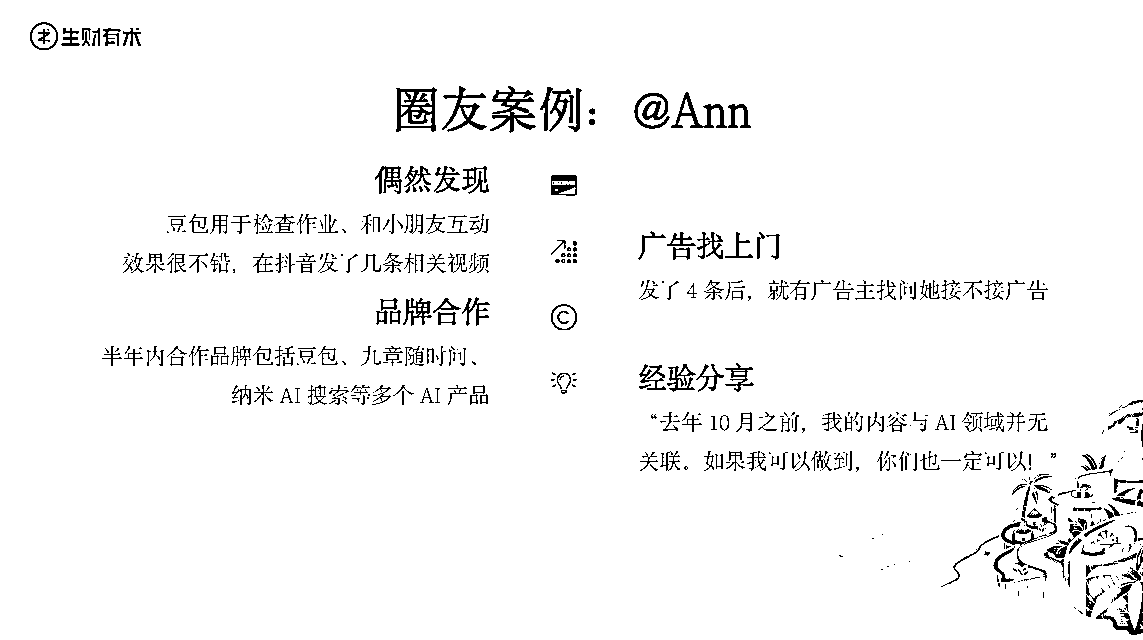 生财有术
圈友案例：@Ann
偶然发现
豆包用于检查作业、和小朋友互动
效果很不错，在抖音发了几条相关视频
广告找上门
发了 4 条后，就有广告主找问她接不接广告
品牌合作
半年内合作品牌包括豆包、九章随时问、
纳米 AI 搜索等多个 AI 产品
经验分享
“去年 10 月之前，我的内容与 AI 领域并无
关联。如果我可以做到，你们也一定可以！”